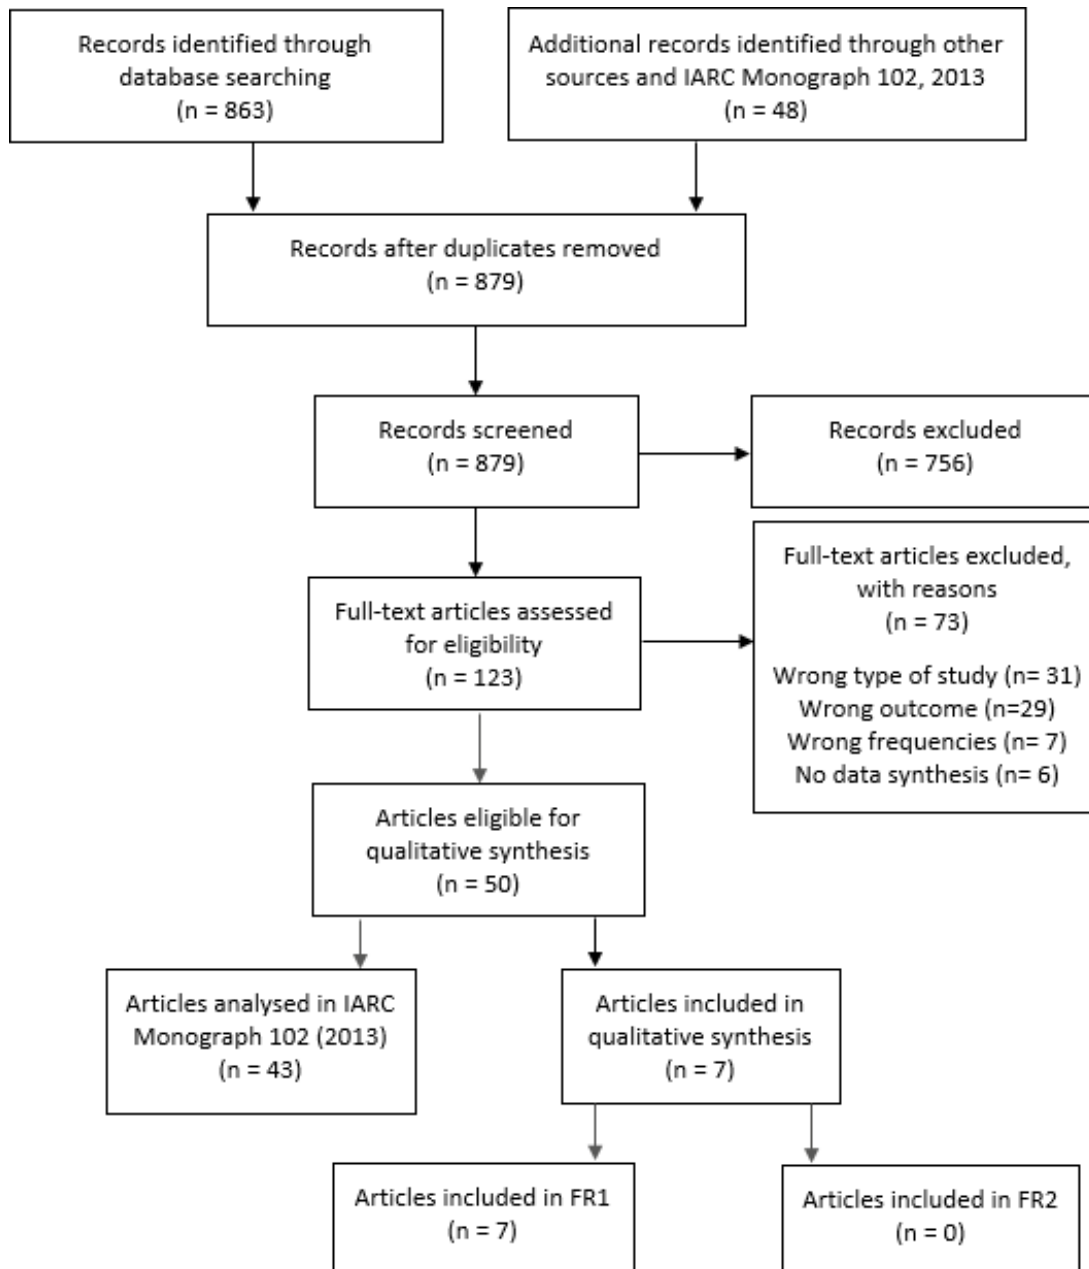 Records identified through
database searching
(n = 863)
Additional records identified through other
sources and IARC Monograph 102, 2013
(n = 48)
Records after duplicates removed
(n = 879)
Records screened
(n = 879)
Records excluded
(n = 756)
Full-text articles assessed
for eligibility
(n = 123)
Full-text articles excluded,
with reasons
(n = 73)
Wrong type of study (n= 31)
Wrong outcome (n=29)
Wrong frequencies (n= 7)
No data synthesis (n= 6)
Articles eligible for
qualitative synthesis
(n = 50)
Articles analysed in IARC
Monograph 102 (2013)
(n = 43)
Articles included in
qualitative synthesis
(n = 7)
Articles included in FR1
(n = 7)
Articles included in FR2
(n = 0)